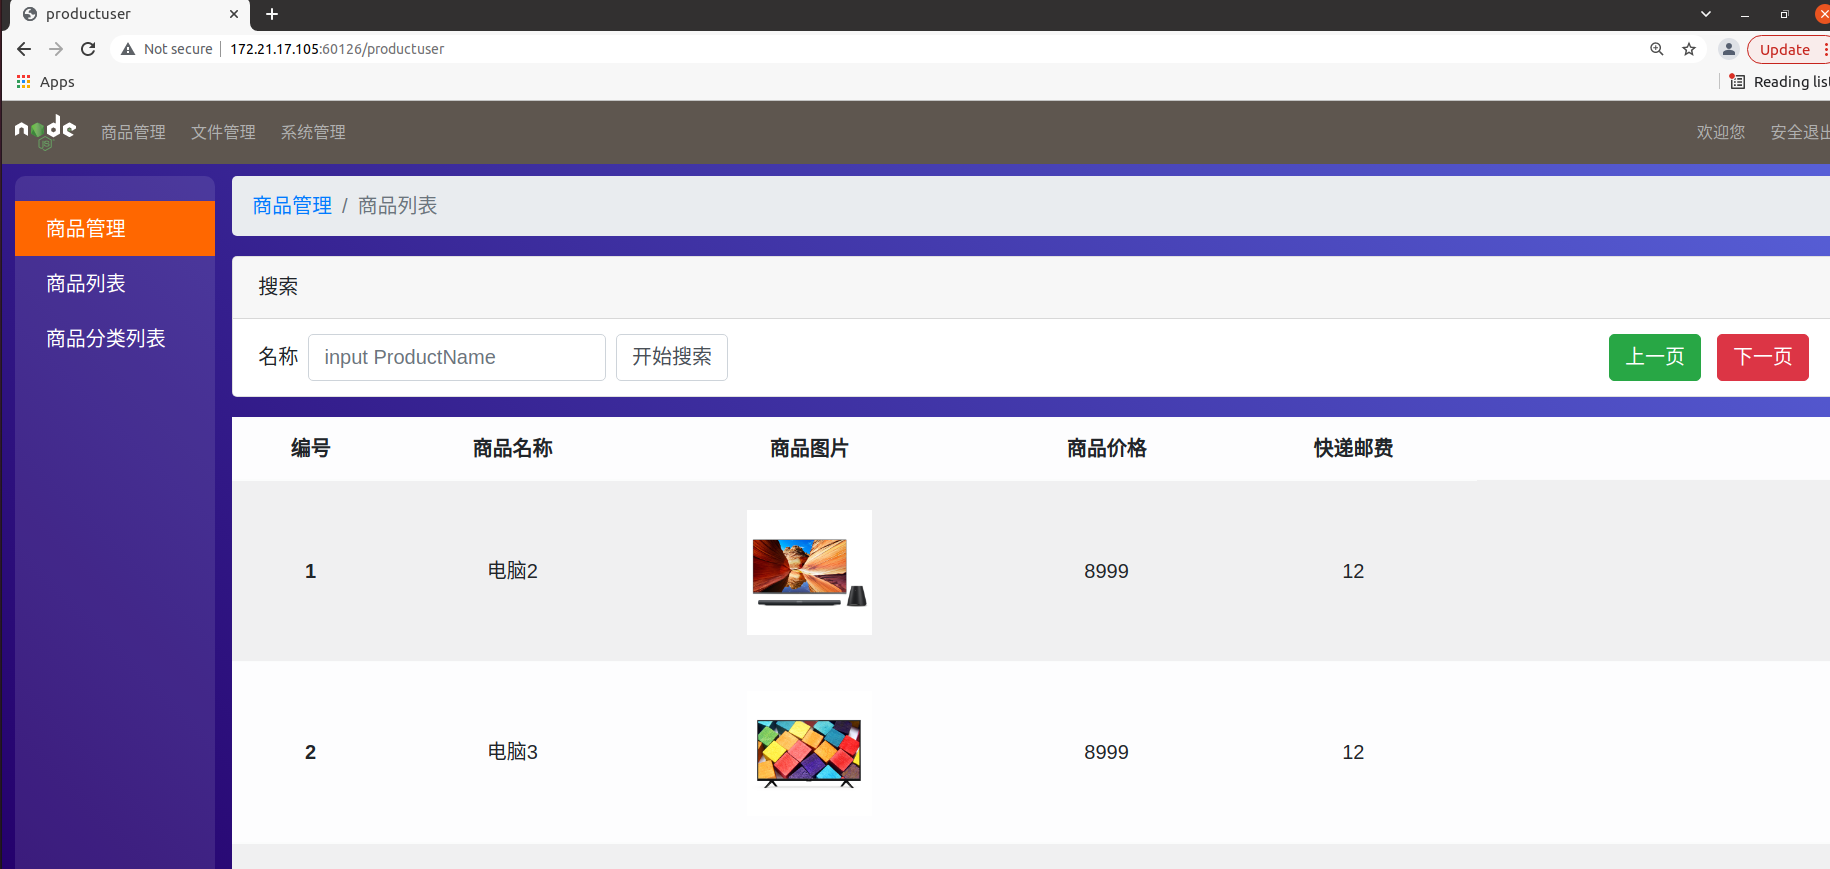 productuser
Not secure 172.21.17.105:60126/productuser
Update
Apps
Reading list
node
JS
商品管理 文件管理 系统管理
欢迎您 安全退出
商品管理
商品列表
商品分类列表
商品管理 / 商品列表
搜索
名称 input ProductName 开始搜索
上一页 下一页
编号 商品名称 商品图片 商品价格 快递邮费
1 电脑2 8999 12
2 电脑3 8999 12